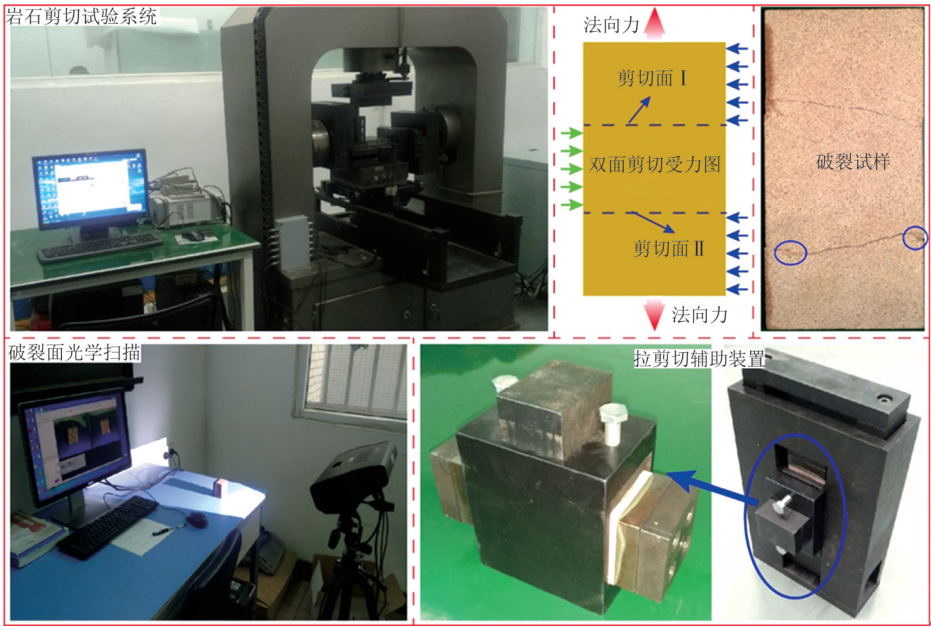 岩石剪切试验系统
法向力
剪切面Ⅰ
双面剪切受力图
剪切面Ⅱ
法向力
破裂试样
破裂面光学扫描
拉剪切辅助装置